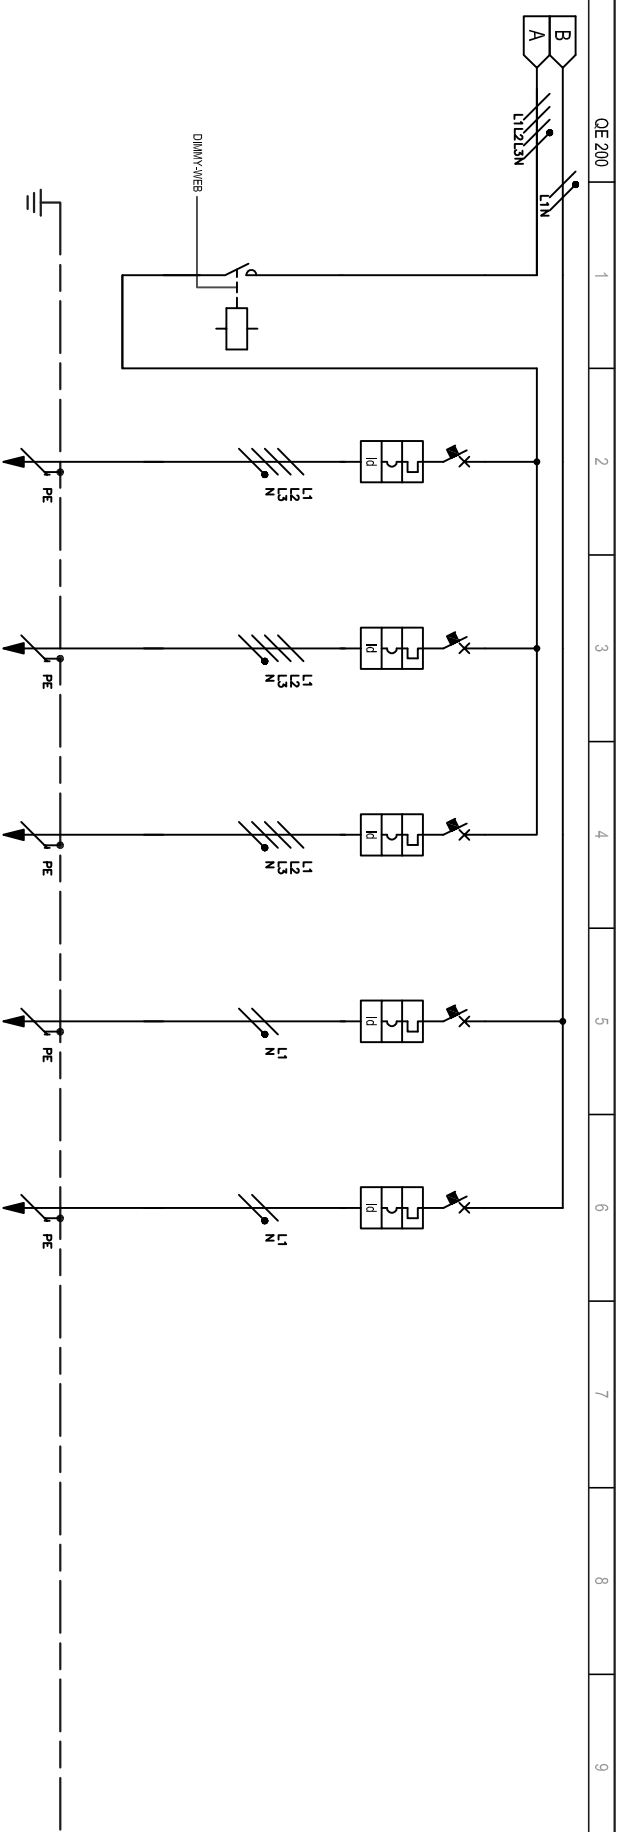 QE 200
1
2
3
4
5
6
7
8
9
B
A
L1L2L3N
L1N
DIMMY-WEB
Id
Id
Id
Id
Id
L1
L2
L3
N
L1
L2
L3
N
L1
L2
L3
N
L1
N
L1
N
PE
PE
PE
PE
PE